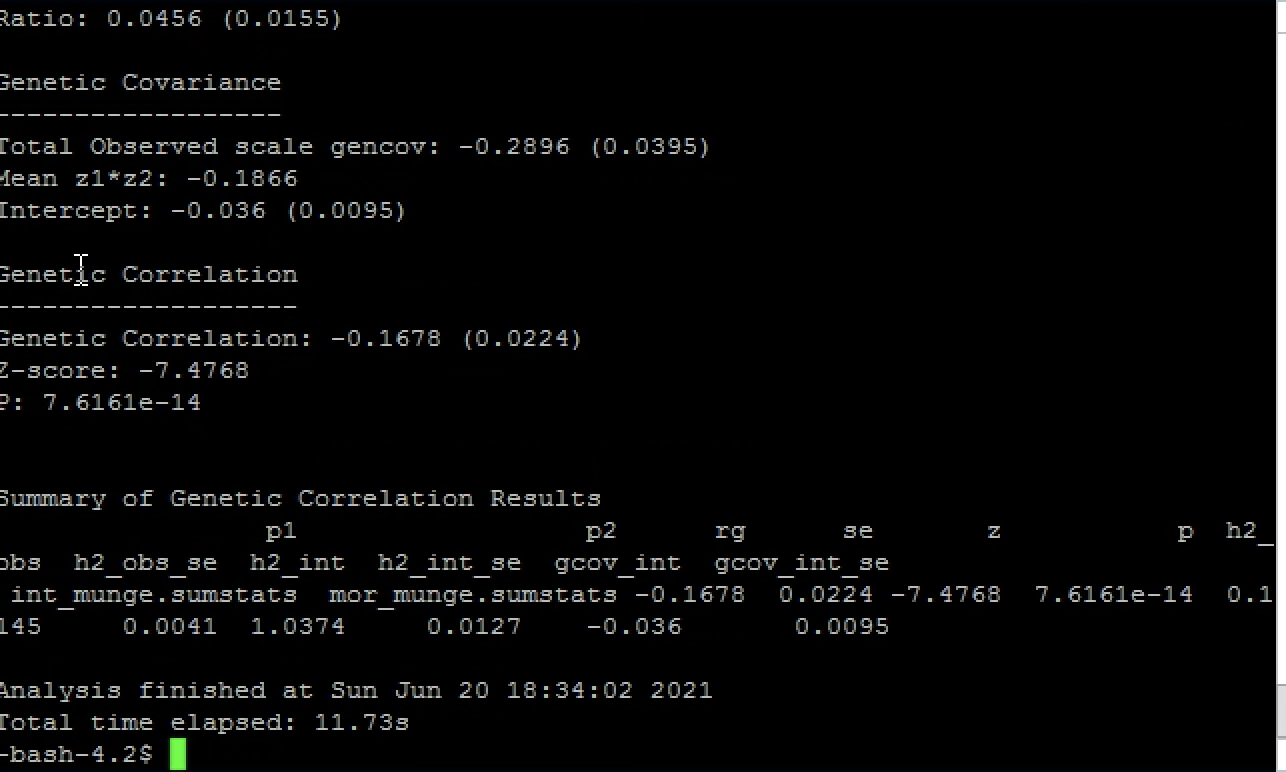 Ratio: 0.0456 (0.0155)
Genetic Covariance
------------------
Total Observed scale gencov: -0.2896 (0.0395)
Mean z1*z2: -0.1866
Intercept: -0.036 (0.0095)
Genetic Correlation
-------------------
Genetic Correlation: -0.1678 (0.0224)
Z-score: -7.4768
P: 7.6161e-14
Summary of Genetic Correlation Results
p1 p2 rg se z p h2_
obs h2_obs_se h2_int h2_int_se gcov_int gcov_int_se
int_munge.sumstats mor_munge.sumstats -0.1678 0.0224 -7.4768 7.6161e-14 0.1
145 0.0041 1.0374 0.0127 -0.036 0.0095
Analysis finished at Sun Jun 20 18:34:02 2021
Total time elapsed: 11.73s
-bash-4.2$